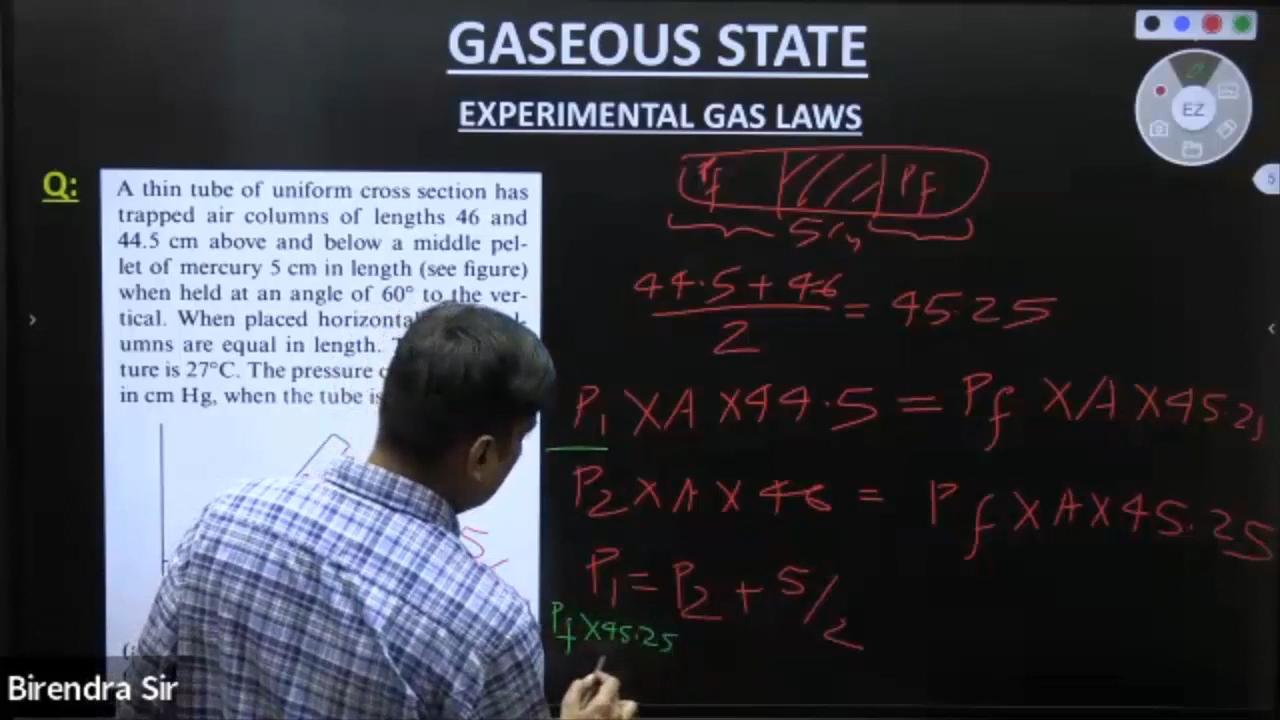 GASEOUS STATE
EXPERIMENTAL GAS LAWS
EZ
5
Q:
A thin tube of uniform cross section has
trapped air columns of lengths 46 and
44.5 cm above and below a middle pel-
let of mercury 5 cm in length (see figure)
when held at an angle of 60° to the ver-
tical. When placed
umns are equal in length.
ture is 27°C. The pressure
in cm Hg, when the tube is
Pf Pf
44.5 + 46 / 2 = 45.25
P1 X A X 44.5 = Pf X A X 45.2
P2 X A X 46 = Pf X A X 45.25
P1 = P2 + 5/2
Pf X 45.25
5
Birendra Sir